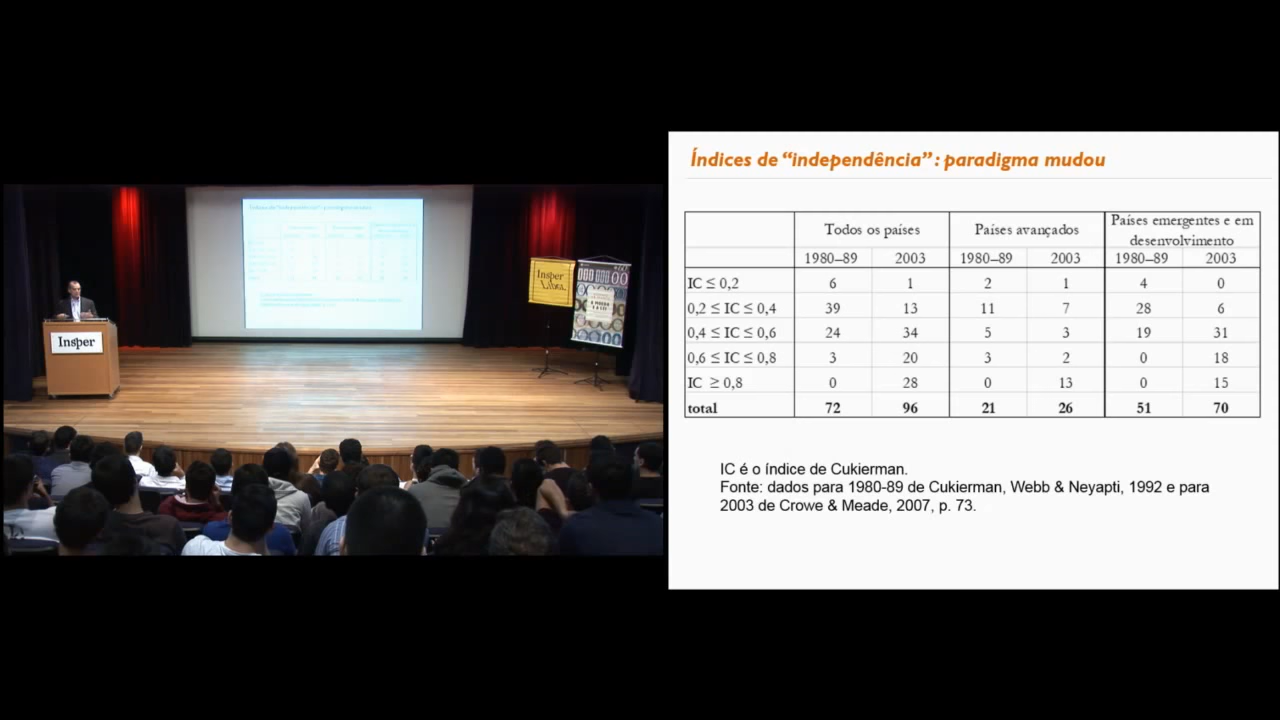 Índices de “independência” : paradigma mudou
Todos os países Países avançados Países emergentes e em desenvolvimento
1980–89 2003 1980–89 2003 1980–89 2003
IC ≤ 0,2 6 1 2 1 4 0
0,2 ≤ IC ≤ 0,4 39 13 11 7 28 6
0,4 ≤ IC ≤ 0,6 24 34 5 3 19 31
0,6 ≤ IC ≤ 0,8 3 20 3 2 0 18
IC ≥ 0,8 0 28 0 13 0 15
total 72 96 21 26 51 70
IC é o índice de Cukierman.
Fonte: dados para 1980-89 de Cukierman, Webb & Neyapti, 1992 e para
2003 de Crowe & Meade, 2007, p. 73.
Insper
Insper
A MOEDA
E A LEI